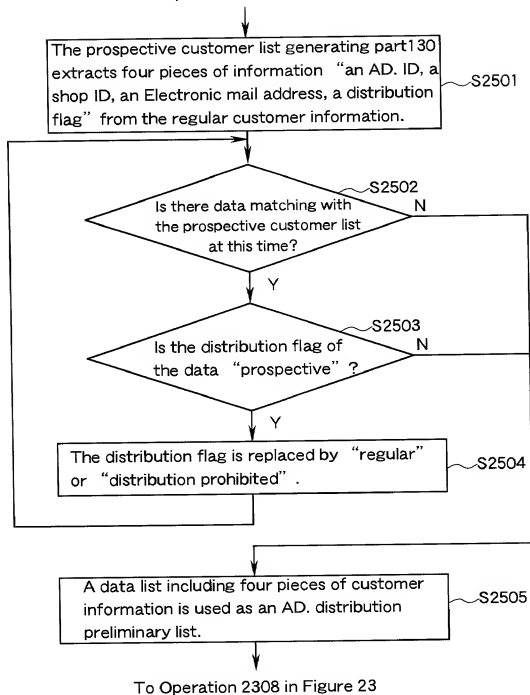 The prospective customer list generating part130
extracts four pieces of information “an AD. ID, a
shop ID, an Electronic mail address, a distribution
flag” from the regular customer information.
S2501
S2502
Is there data matching with
the prospective customer list
at this time?
N
Y
S2503
Is the distribution flag of
the data “prospective” ?
N
Y
The distribution flag is replaced by “regular”
or “distribution prohibited” .
S2504
A data list including four pieces of customer
information is used as an AD. distribution
preliminary list.
S2505
To Operation 2308 in Figure 23